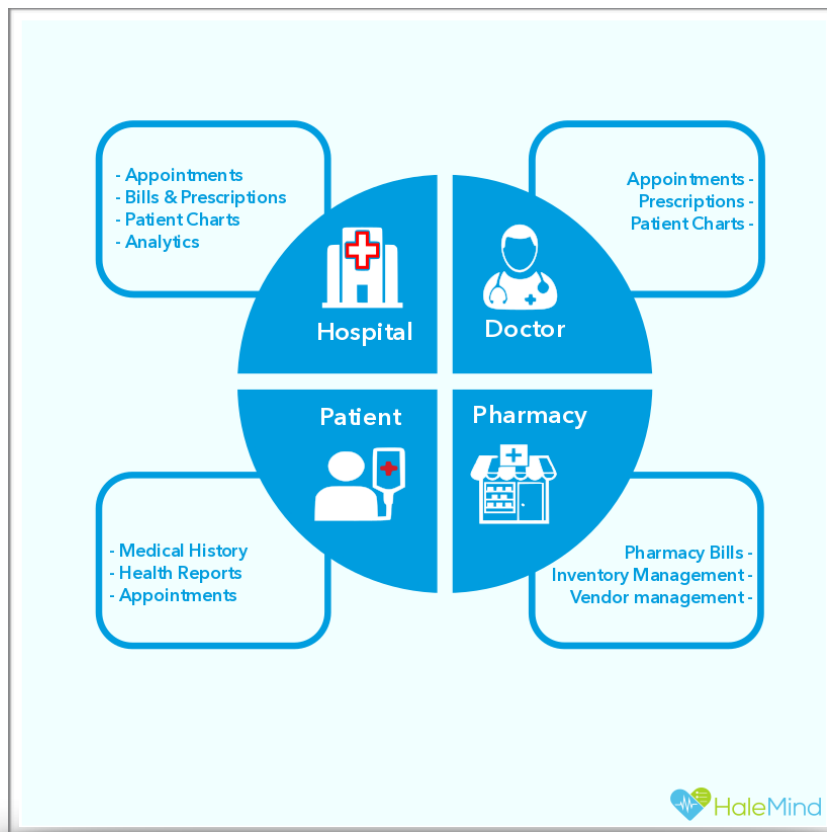 - Appointments
- Bills & Prescriptions
- Patient Charts
- Analytics
Appointments -
Prescriptions -
Patient Charts -
Hospital
Doctor
Patient
Pharmacy
- Medical History
- Health Reports
- Appointments
Pharmacy Bills -
Inventory Management -
Vendor management -
HaleMind